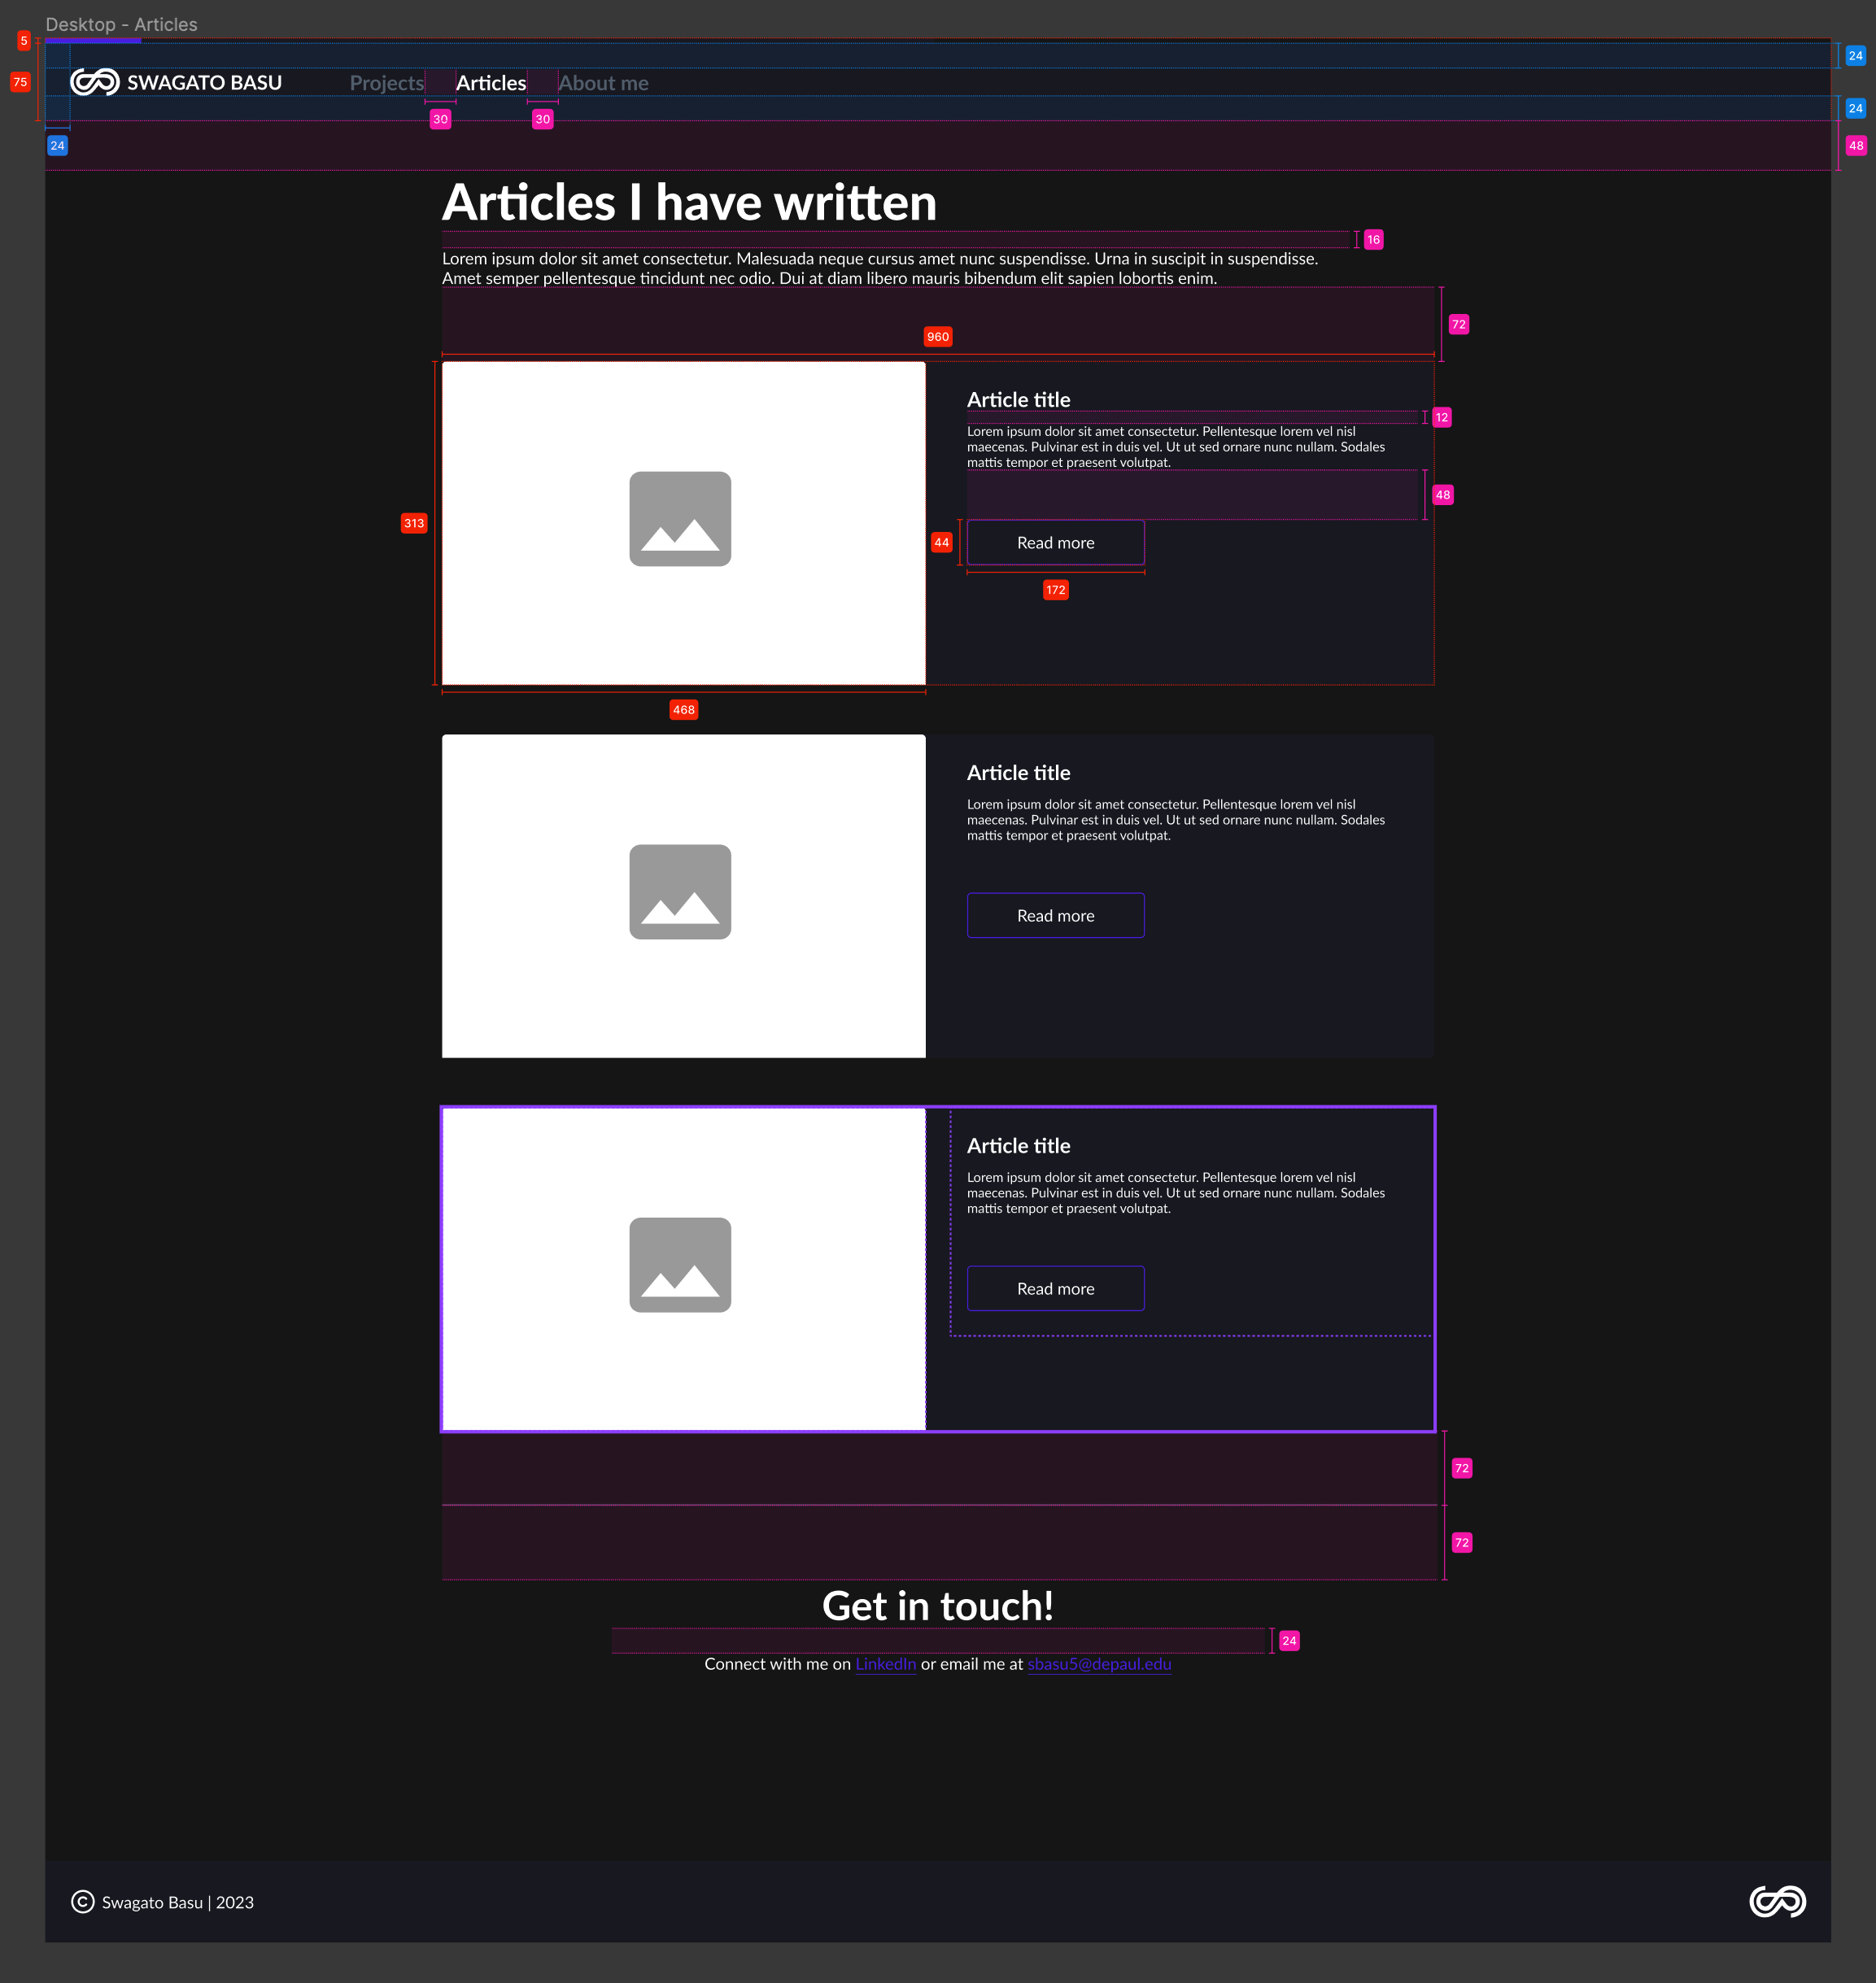 Desktop - Articles
5
24
75
SWAGATO BASU
Projects
Articles
About me
30
30
24
24
48
Articles I have written
16
Lorem ipsum dolor sit amet consectetur. Malesuada neque cursus amet nunc suspendisse. Urna in suscipit in suspendisse.
Amet semper pellentesque tincidunt nec odio. Dui at diam libero mauris bibendum elit sapien lobortis enim.
72
960
Article title
12
Lorem ipsum dolor sit amet consectetur. Pellentesque lorem vel nisl
maecenas. Pulvinar est in duis vel. Ut ut sed ornare nunc nullam. Sodales
mattis tempor et praesent volutpat.
48
313
44
Read more
172
468
Article title
Lorem ipsum dolor sit amet consectetur. Pellentesque lorem vel nisl
maecenas. Pulvinar est in duis vel. Ut ut sed ornare nunc nullam. Sodales
mattis tempor et praesent volutpat.
Read more
Article title
Lorem ipsum dolor sit amet consectetur. Pellentesque lorem vel nisl
maecenas. Pulvinar est in duis vel. Ut ut sed ornare nunc nullam. Sodales
mattis tempor et praesent volutpat.
Read more
72
72
Get in touch!
24
Connect with me on LinkedIn or email me at sbasu5@depaul.edu
© Swagato Basu | 2023